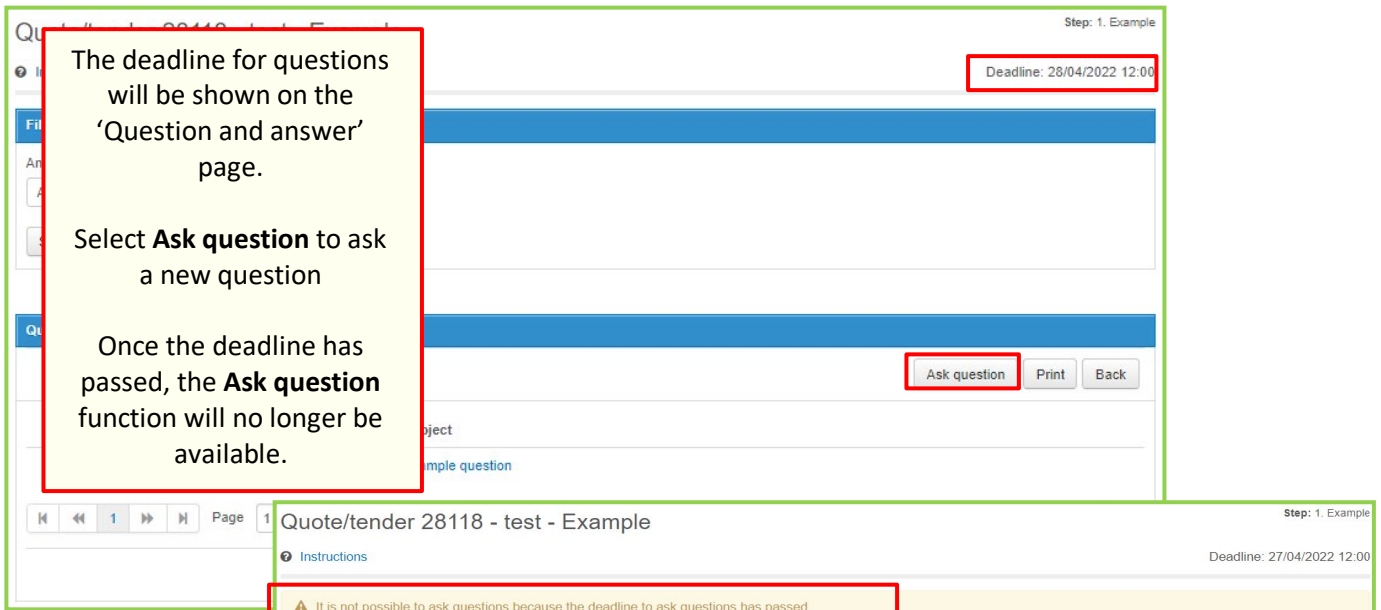 Step: 1. Example
Deadline: 28/04/2022 12:00
The deadline for questions
will be shown on the
‘Question and answer’
page.
Select Ask question to ask
a new question
Once the deadline has
passed, the Ask question
function will no longer be
available.
Ask question Print Back
question
1 Page 1
Quote/tender 28118 - test - Example
Step: 1. Example
Instructions
Deadline: 27/04/2022 12:00
It is not possible to ask questions because the deadline to ask questions has passed